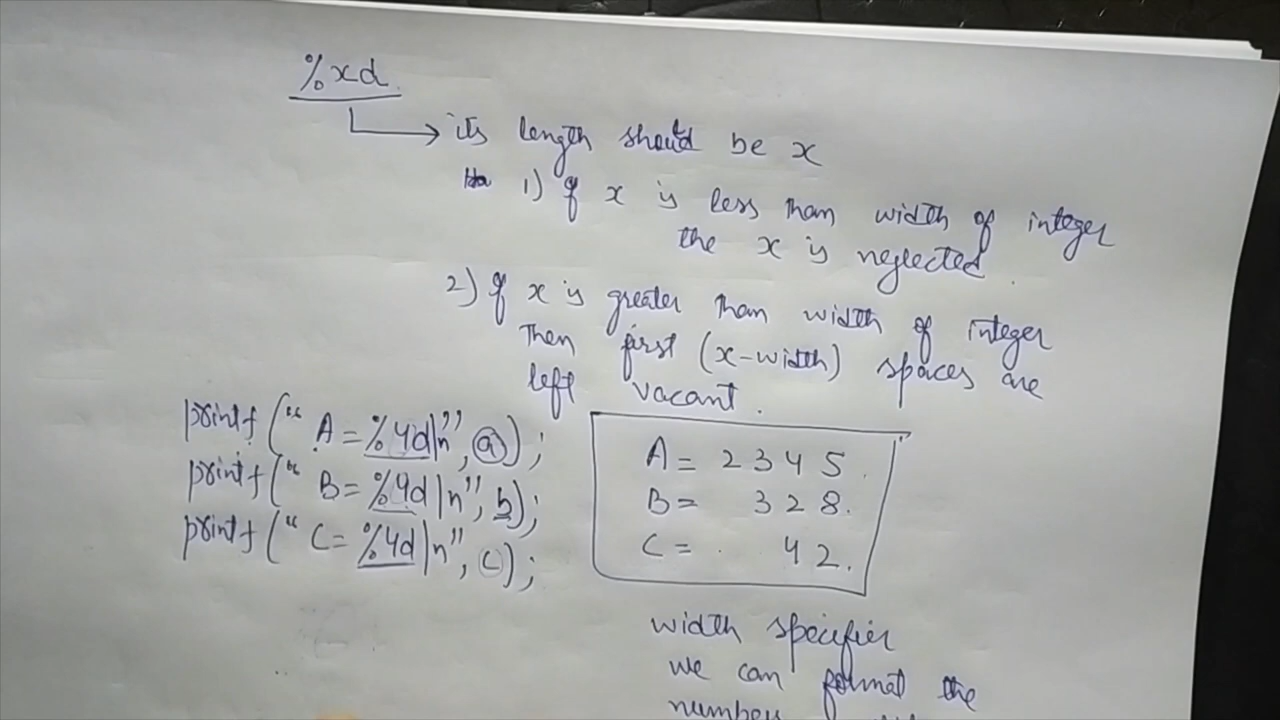 %xd.
its length should be x
1) If x is less than width of integer
the x is neglected.
2) If x is greater than width of integer
then first (x-width) spaces are
left vacant.
printf (" A = %4d\n", a);
printf (" B = %4d\n", b);
printf (" C = %4d\n", c);
A = 2 3 4 5.
B = 3 2 8.
C = 4 2.
width specifier
we can format the
numbers